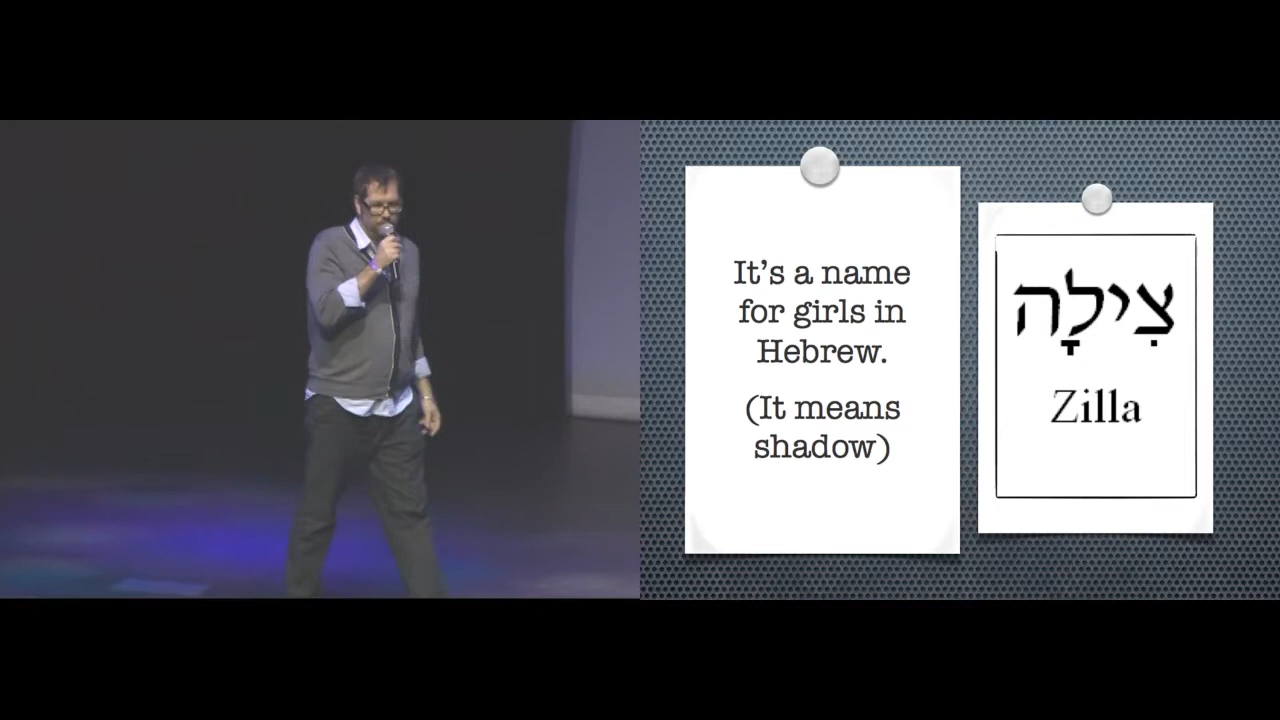 It’s a name
for girls in
Hebrew.
(It means
shadow)
צִילָה
Zilla